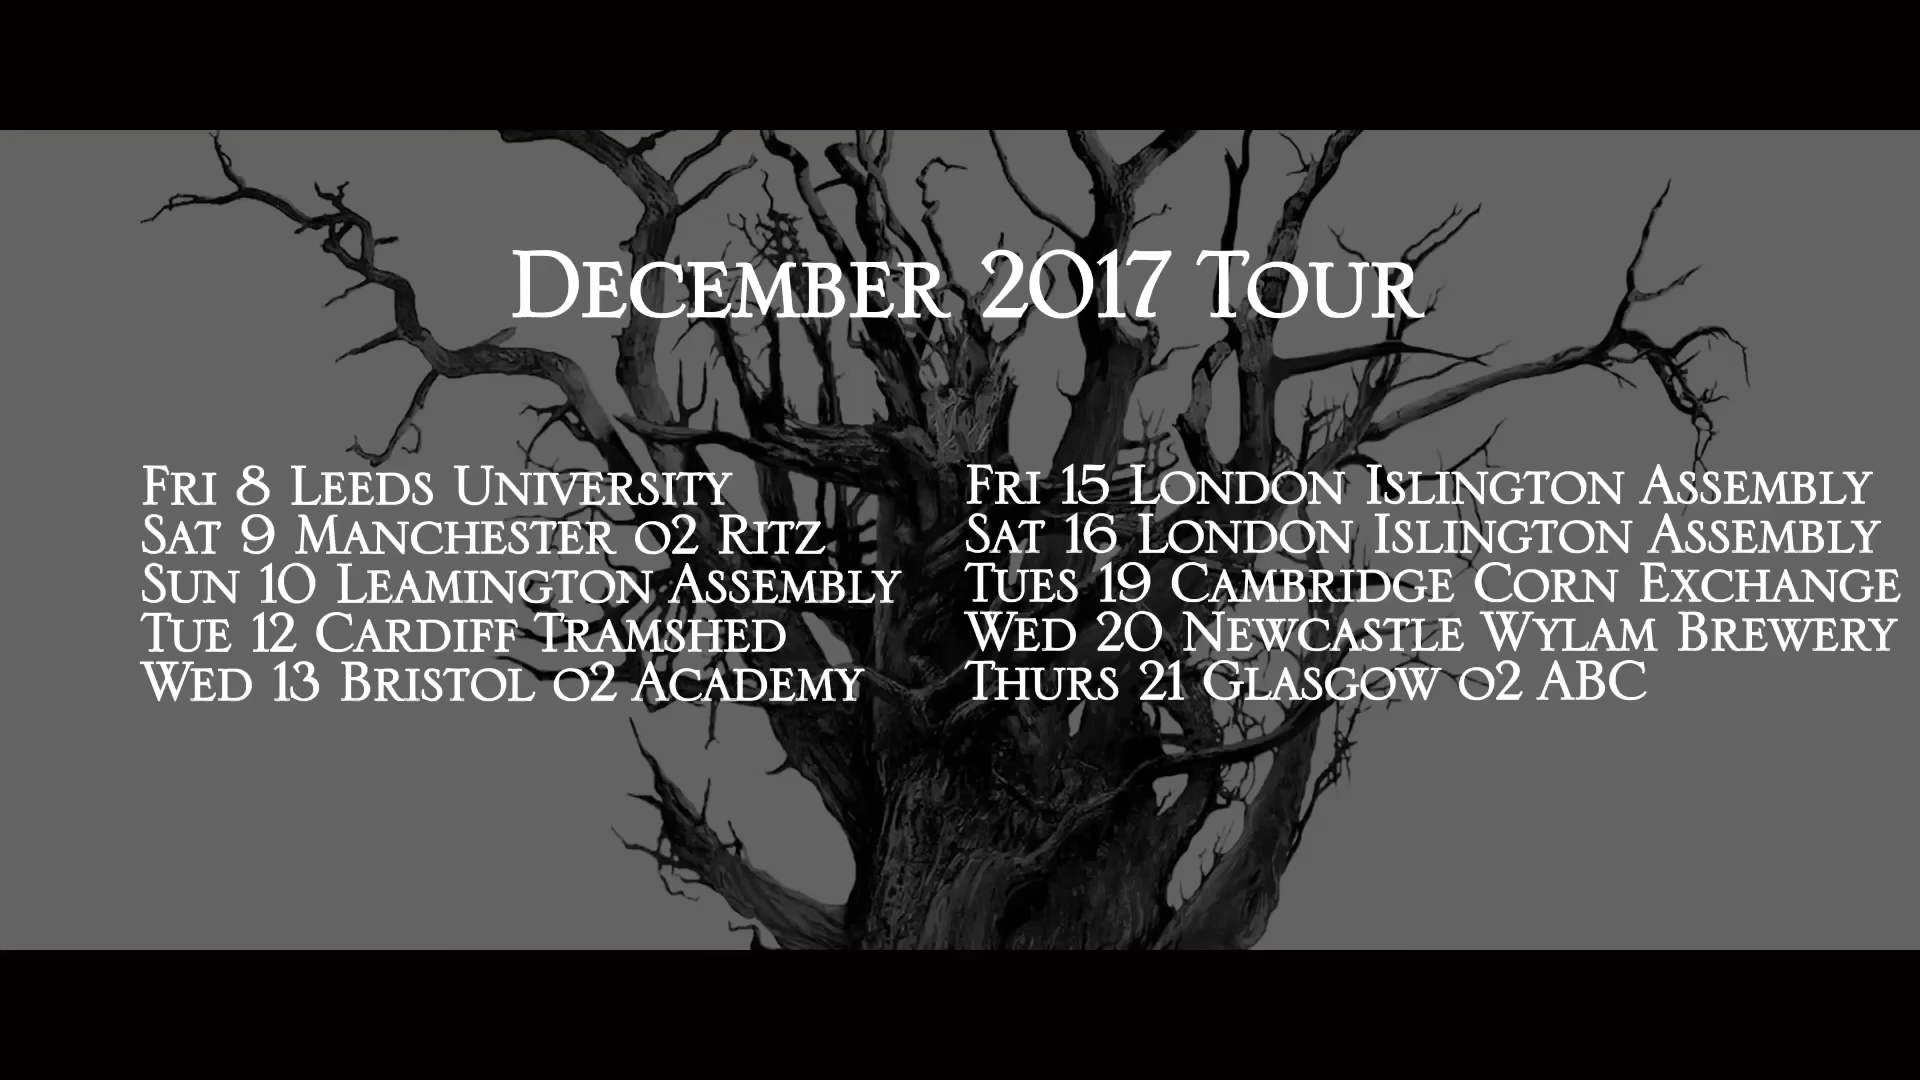 December 2017 Tour
Fri 8 Leeds University
Sat 9 Manchester o2 Ritz
Sun 10 Leamington Assembly
Tue 12 Cardiff Tramshed
Wed 13 Bristol o2 Academy
Fri 15 London Islington Assembly
Sat 16 London Islington Assembly
Tues 19 Cambridge Corn Exchange
Wed 20 Newcastle Wylam Brewery
Thurs 21 Glasgow o2 ABC